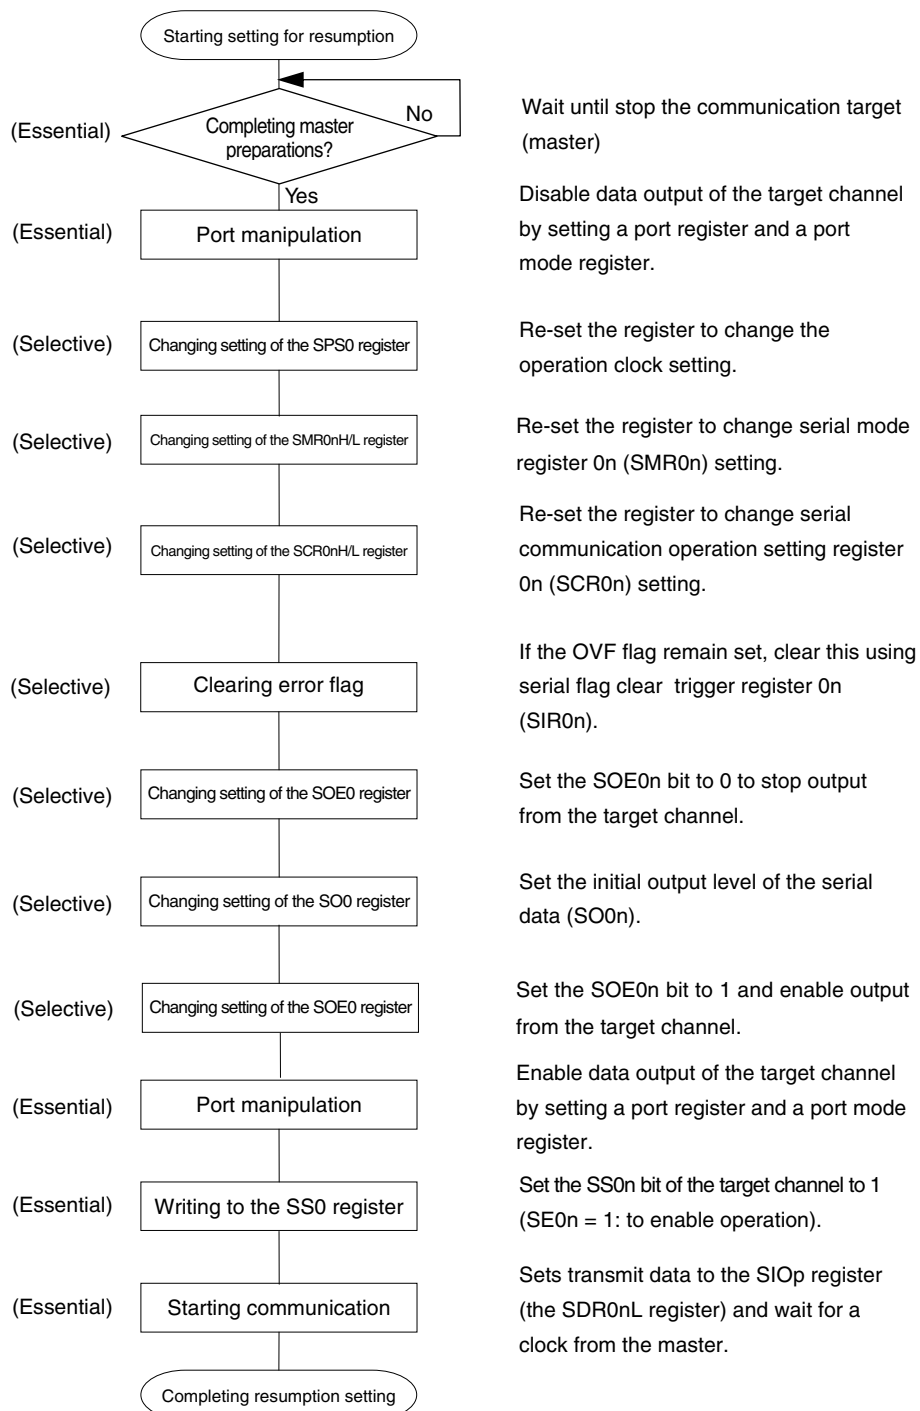 Starting setting for resumption
No
(Essential)
Completing master
preparations?
Wait until stop the communication target
(master)
Yes
(Essential)
Port manipulation
Disable data output of the target channel
by setting a port register and a port
mode register.
(Selective)
Changing setting of the SPS0 register
Re-set the register to change the
operation clock setting.
(Selective)
Changing setting of the SMR0nH/L register
Re-set the register to change serial mode
register 0n (SMR0n) setting.
(Selective)
Changing setting of the SCR0nH/L register
Re-set the register to change serial
communication operation setting register
0n (SCR0n) setting.
(Selective)
Clearing error flag
If the OVF flag remain set, clear this using
serial flag clear trigger register 0n
(SIR0n).
(Selective)
Changing setting of the SOE0 register
Set the SOE0n bit to 0 to stop output
from the target channel.
(Selective)
Changing setting of the SO0 register
Set the initial output level of the serial
data (SO0n).
(Selective)
Changing setting of the SOE0 register
Set the SOE0n bit to 1 and enable output
from the target channel.
(Essential)
Port manipulation
Enable data output of the target channel
by setting a port register and a port mode
register.
(Essential)
Writing to the SS0 register
Set the SS0n bit of the target channel to 1
(SE0n = 1: to enable operation).
(Essential)
Starting communication
Sets transmit data to the SIOp register
(the SDR0nL register) and wait for a
clock from the master.
Completing resumption setting